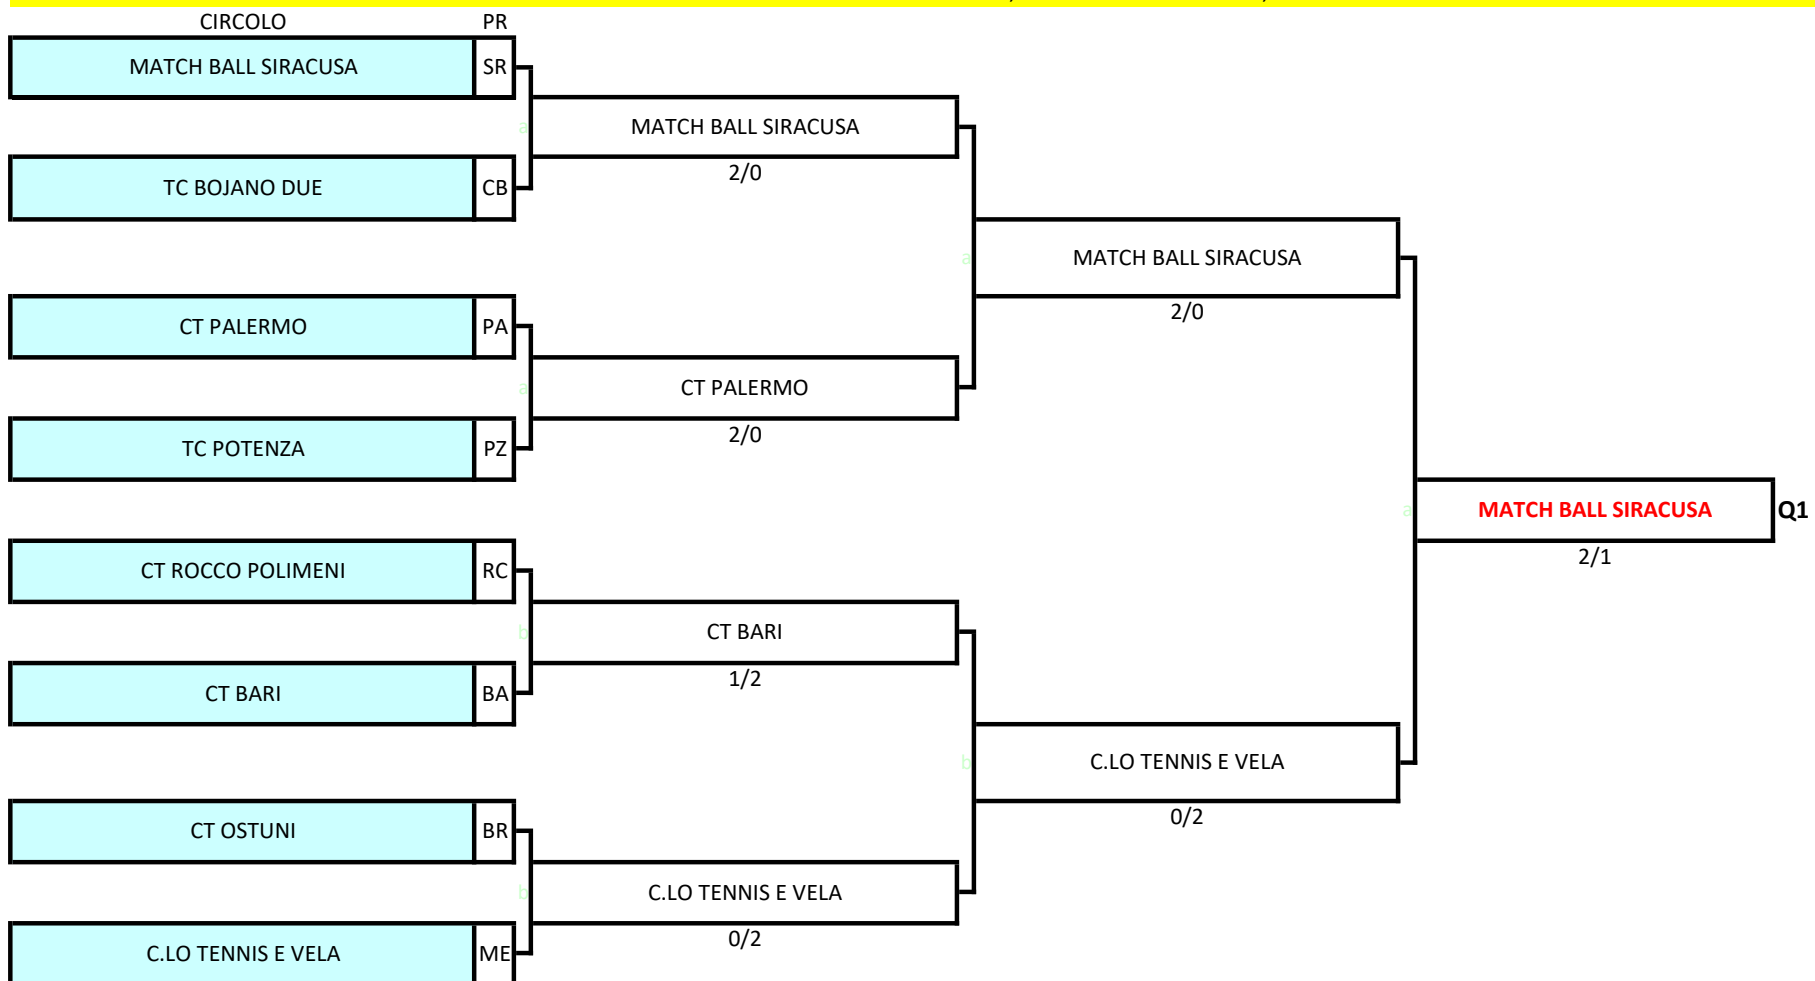 CIRCOLO PR
MATCH BALL SIRACUSA SR
a MATCH BALL SIRACUSA
2/0
TC BOJANO DUE CB
a MATCH BALL SIRACUSA
2/0
CT PALERMO PA
a CT PALERMO
2/0
TC POTENZA PZ
a MATCH BALL SIRACUSA Q1
2/1
CT ROCCO POLIMENI RC
b CT BARI
1/2
CT BARI BA
b C.LO TENNIS E VELA
0/2
CT OSTUNI BR
b C.LO TENNIS E VELA
0/2
C.LO TENNIS E VELA ME